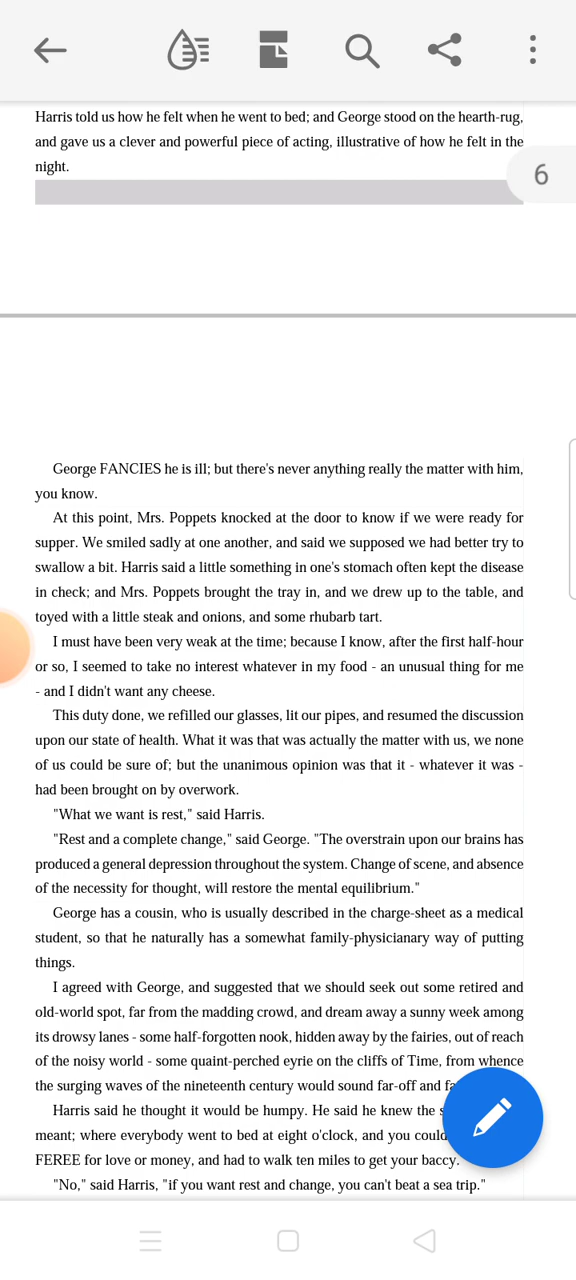 Harris told us how he felt when he went to bed; and George stood on the hearth-rug,
and gave us a clever and powerful piece of acting, illustrative of how he felt in the
night.
6
George FANCIES he is ill; but there's never anything really the matter with him,
you know.
At this point, Mrs. Poppets knocked at the door to know if we were ready for
supper. We smiled sadly at one another, and said we supposed we had better try to
swallow a bit. Harris said a little something in one's stomach often kept the disease
in check; and Mrs. Poppets brought the tray in, and we drew up to the table, and
toyed with a little steak and onions, and some rhubarb tart.
I must have been very weak at the time; because I know, after the first half-hour
or so, I seemed to take no interest whatever in my food - an unusual thing for me
- and I didn't want any cheese.
This duty done, we refilled our glasses, lit our pipes, and resumed the discussion
upon our state of health. What it was that was actually the matter with us, we none
of us could be sure of; but the unanimous opinion was that it - whatever it was -
had been brought on by overwork.
"What we want is rest," said Harris.
"Rest and a complete change," said George. "The overstrain upon our brains has
produced a general depression throughout the system. Change of scene, and absence
of the necessity for thought, will restore the mental equilibrium."
George has a cousin, who is usually described in the charge-sheet as a medical
student, so that he naturally has a somewhat family-physicianary way of putting
things.
I agreed with George, and suggested that we should seek out some retired and
old-world spot, far from the madding crowd, and dream away a sunny week among
its drowsy lanes - some half-forgotten nook, hidden away by the fairies, out of reach
of the noisy world - some quaint-perched eyrie on the cliffs of Time, from whence
the surging waves of the nineteenth century would sound far-off and
Harris said he thought it would be humpy. He said he knew the
meant; where everybody went to bed at eight o'clock, and you could
FEREE for love or money, and had to walk ten miles to get your baccy.
"No," said Harris, "if you want rest and change, you can't beat a sea trip."